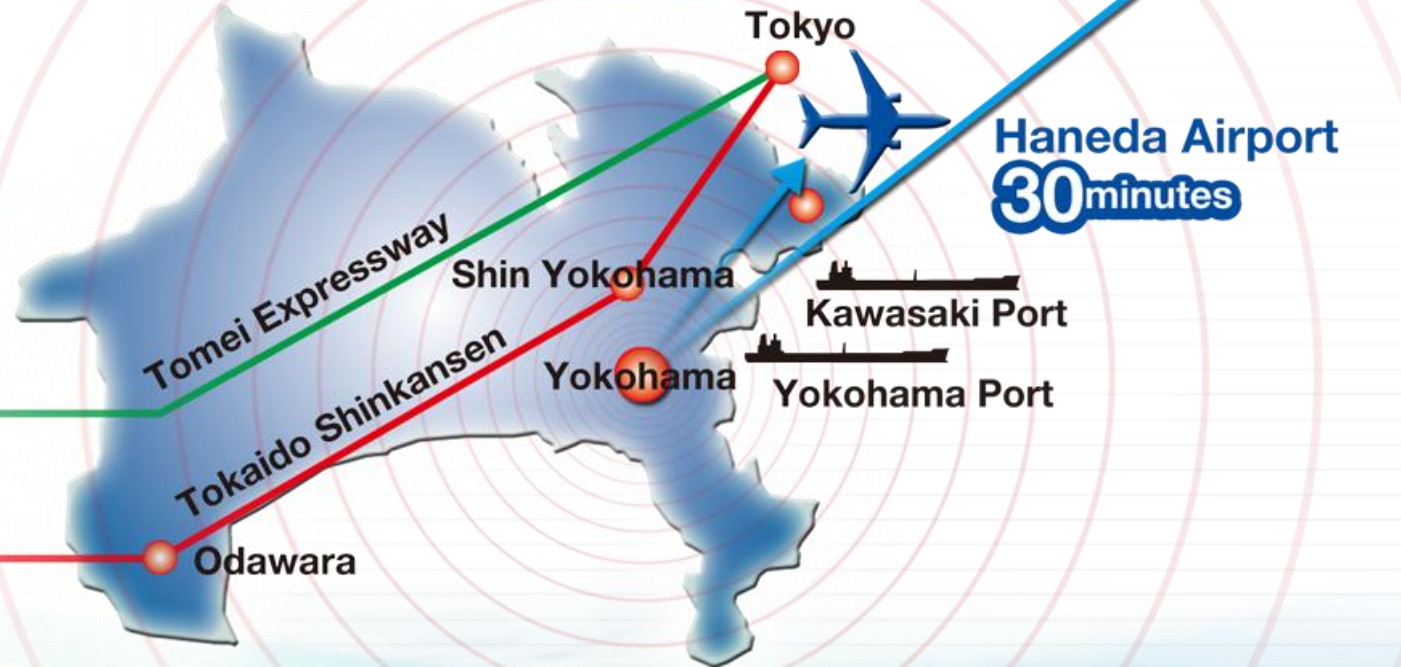 Tokyo
Haneda Airport
30minutes
Tomei Expressway
Shin Yokohama
Kawasaki Port
Tokaido Shinkansen
Yokohama
Yokohama Port
Odawara